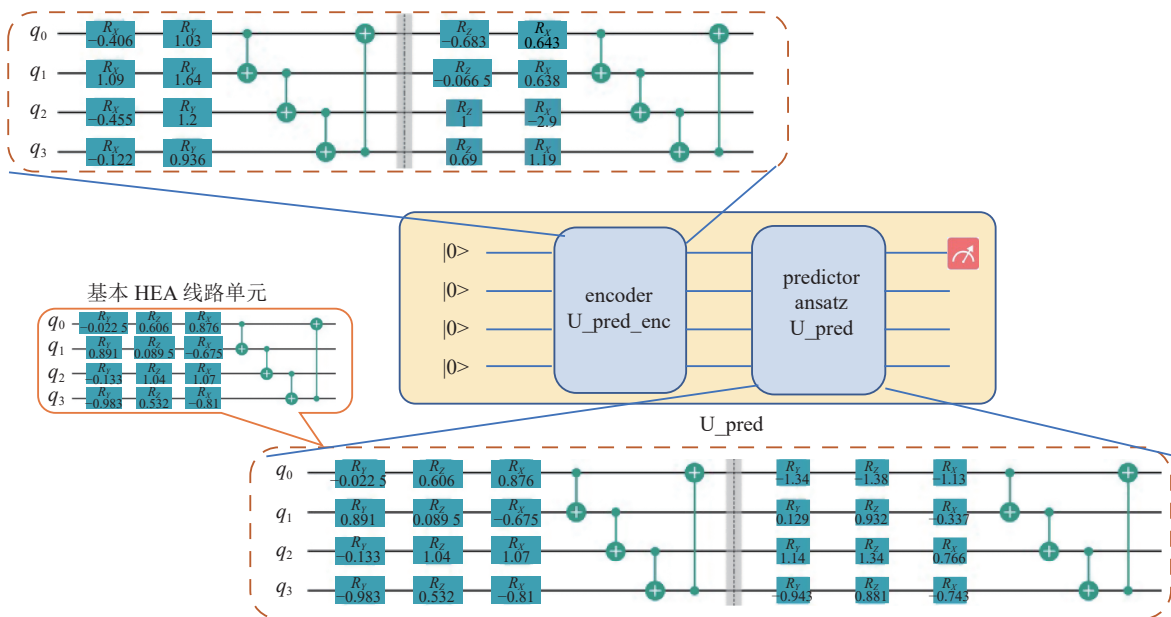 q0 RX −0.406 RY 1.03 RZ −0.683 RX 0.643
q1 RX 1.09 RY 1.64 RZ −0.066 5 RX 0.638
q2 RX −0.455 RY 1.2 RZ 1 RX −2.9
q3 RX −0.122 RY 0.936 RZ 0.69 RX 1.19
|0>
|0>
|0>
|0>
encoder
U_pred_enc
predictor
ansatz
U_pred
U_pred
基本 HEA 线路单元
q0 RY −0.022 5 RZ 0.606 RX 0.876
q1 RY 0.891 RZ 0.089 5 RX −0.675
q2 RY −0.133 RZ 1.04 RX 1.07
q3 RY −0.983 RZ 0.532 RX −0.81
q0 RY −0.022 5 RZ 0.606 RX 0.876 RY −1.34 RZ −1.38 RX −1.13
q1 RY 0.891 RZ 0.089 5 RX −0.675 RY 0.129 RZ 0.932 RX −0.337
q2 RY −0.133 RZ 1.04 RX 1.07 RY 1.14 RZ 1.34 RX 0.766
q3 RY −0.983 RZ 0.532 RX −0.81 RY −0.943 RZ 0.881 RX −0.743